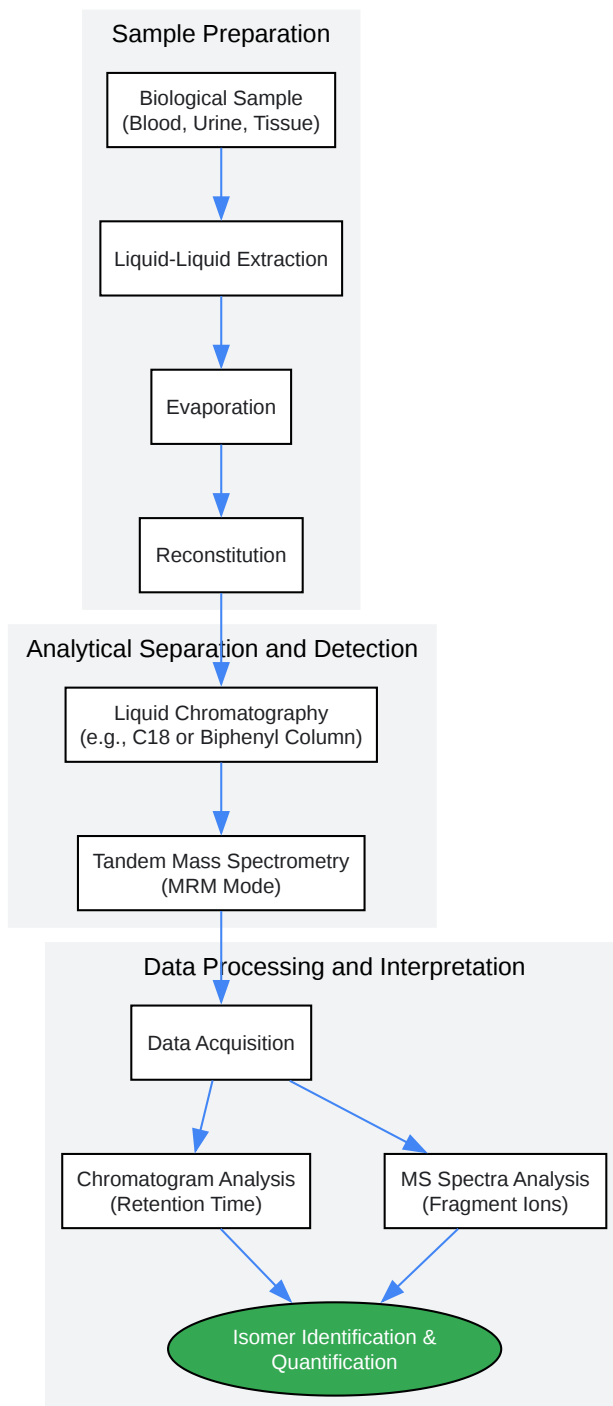 Sample Preparation
Biological Sample
(Blood, Urine, Tissue)
Liquid-Liquid Extraction
Evaporation
Reconstitution
Analytical Separation and Detection
Liquid Chromatography
(e.g., C18 or Biphenyl Column)
Tandem Mass Spectrometry
(MRM Mode)
Data Processing and Interpretation
Data Acquisition
Chromatogram Analysis
(Retention Time)
MS Spectra Analysis
(Fragment Ions)
Isomer Identification &
Quantification